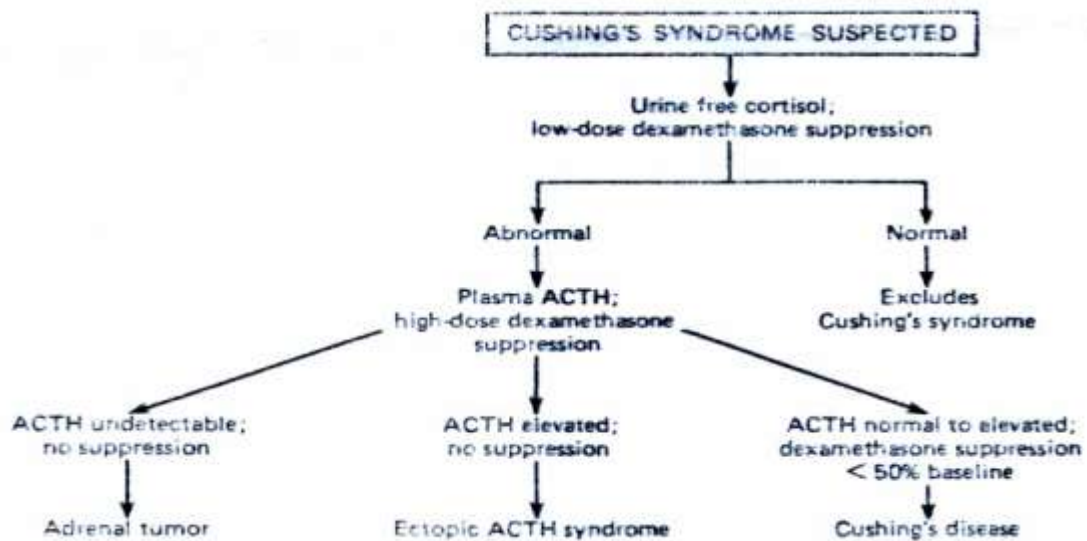 CUSHING'S SYNDROME SUSPECTED
Urine free cortisol;
low-dose dexamethasone suppression
Abnormal
Normal
Plasma ACTH;
high-dose dexamethasone
suppression
Excludes
Cushing's syndrome
ACTH undetectable;
no suppression
ACTH elevated;
no suppression
ACTH normal to elevated;
dexamethasone suppression
< 50% baseline
Adrenal tumor
Ectopic ACTH syndrome
Cushing's disease